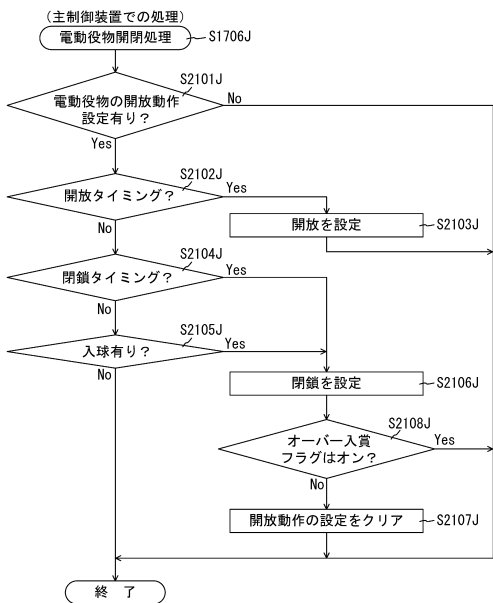 (主制御装置での処理)
電動役物開閉処理
S1706J
S2101J
電動役物の開放動作
設定有り？
No
Yes
S2102J
開放タイミング？
Yes
No
開放を設定
S2103J
S2104J
閉鎖タイミング？
Yes
No
S2105J
入球有り？
Yes
No
閉鎖を設定
S2106J
S2108J
オーバー入賞
フラグはオン？
Yes
No
開放動作の設定をクリア
S2107J
終 了